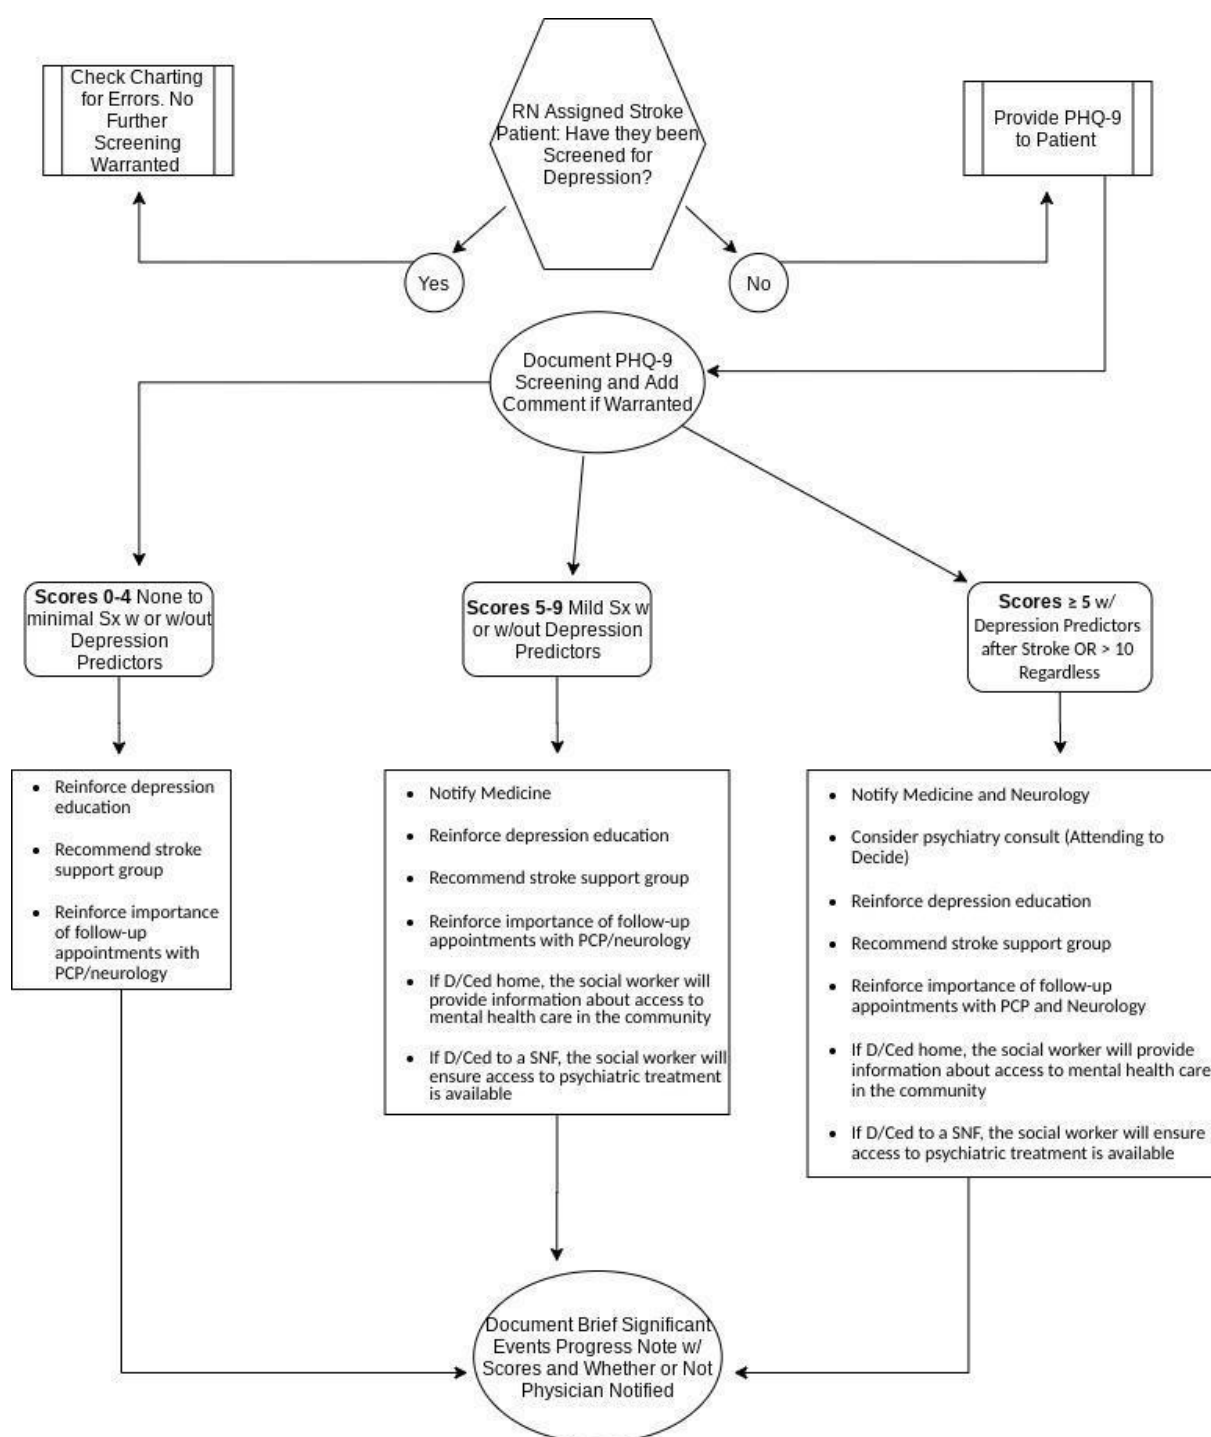 Check Charting
for Errors. No
Further
Screening
Warranted
RN Assigned Stroke
Patient: Have they been
Screened for
Depression?
Provide PHQ-9
to Patient
Yes
No
Document PHQ-9
Screening and Add
Comment if Warranted
Scores 0-4 None to
minimal Sx w or w/out
Depression
Predictors
Scores 5-9 Mild Sx w
or w/out Depression
Predictors
Scores ≥ 5 w/
Depression Predictors
after Stroke OR > 10
Regardless
• Reinforce depression
education
• Recommend stroke
support group
• Reinforce importance
of follow-up
appointments with
PCP/neurology
• Notify Medicine
• Reinforce depression education
• Recommend stroke support group
• Reinforce importance of follow-up
appointments with PCP/neurology
• If D/Ced home, the social worker will
provide information about access to
mental health care in the community
• If D/Ced to a SNF, the social worker will
ensure access to psychiatric treatment
is available
• Notify Medicine and Neurology
• Consider psychiatry consult (Attending to
Decide)
• Reinforce depression education
• Recommend stroke support group
• Reinforce importance of follow-up
appointments with PCP and Neurology
• If D/Ced home, the social worker will provide
information about access to mental health care
in the community
• If D/Ced to a SNF, the social worker will ensure
access to psychiatric treatment is available
Document Brief Significant
Events Progress Note w/
Scores and Whether or Not
Physician Notified